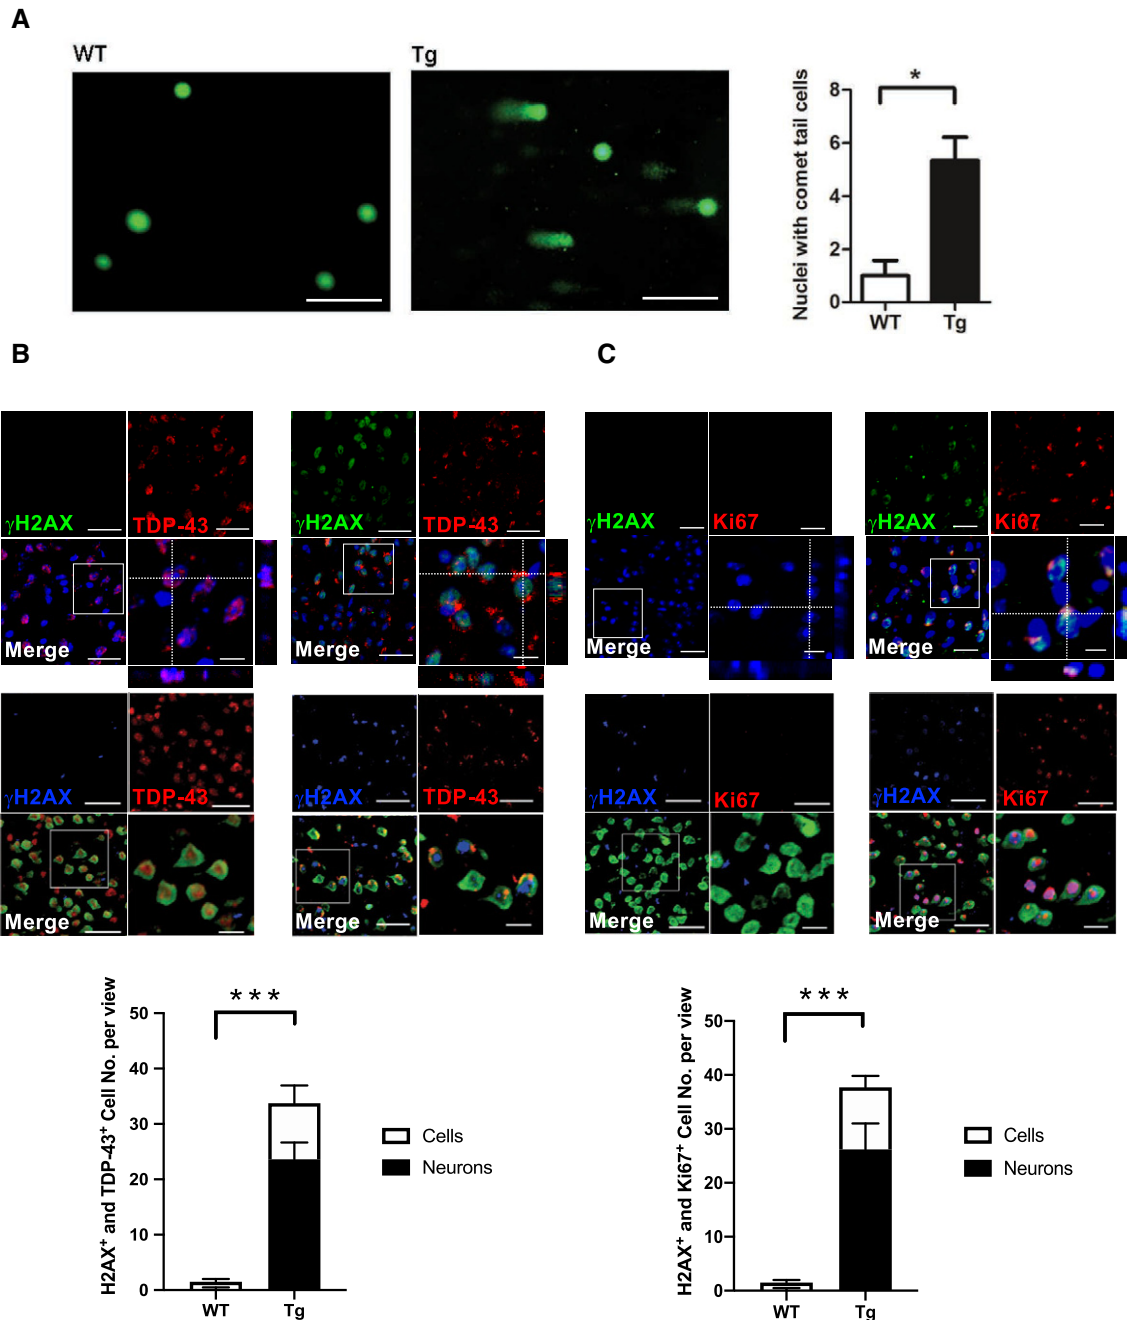 A
WT
Tg
Nuclei with comet tail cells
8
6
4
2
0
*
WT
Tg
B
C
γH2AX
TDP-43
γH2AX
TDP-43
γH2AX
Ki67
γH2AX
Ki67
Merge
Merge
Merge
Merge
γH2AX
TDP-43
γH2AX
TDP-43
γH2AX
Ki67
γH2AX
Ki67
Merge
Merge
Merge
Merge
H2AX⁺ and TDP-43⁺ Cell No. per view
50
40
30
20
10
0
***
WT
Tg
Cells
Neurons
H2AX⁺ and Ki67⁺ Cell No. per view
50
40
30
20
10
0
***
WT
Tg
Cells
Neurons